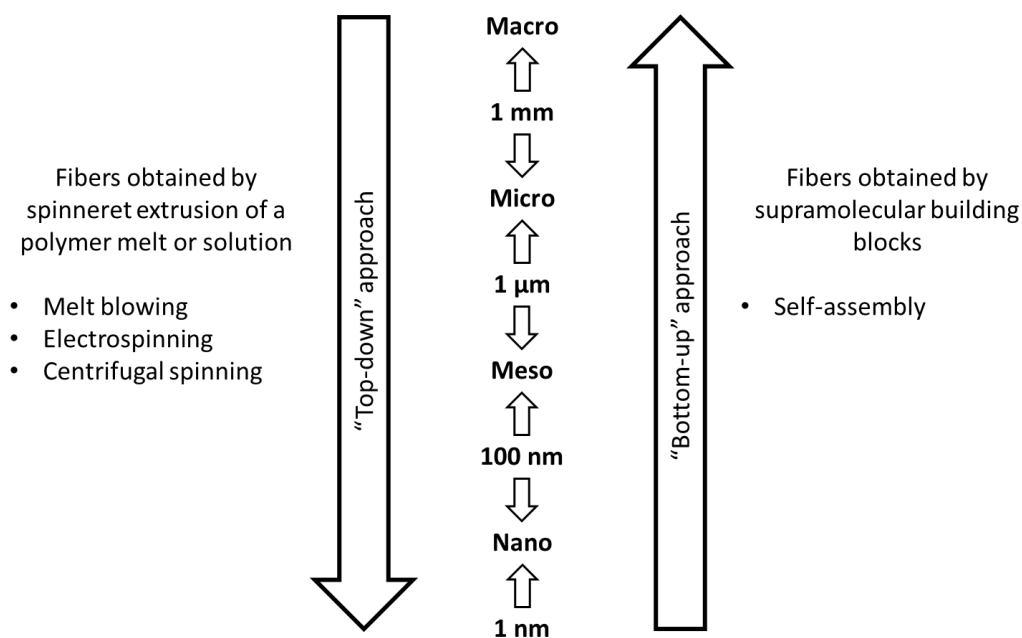 Fibers obtained by
spinneret extrusion of a
polymer melt or solution
• Melt blowing
• Electrospinning
• Centrifugal spinning
“Top-down” approach
Macro
1 mm
Micro
1 µm
Meso
100 nm
Nano
1 nm
“Bottom-up” approach
Fibers obtained by
supramolecular building
blocks
• Self-assembly